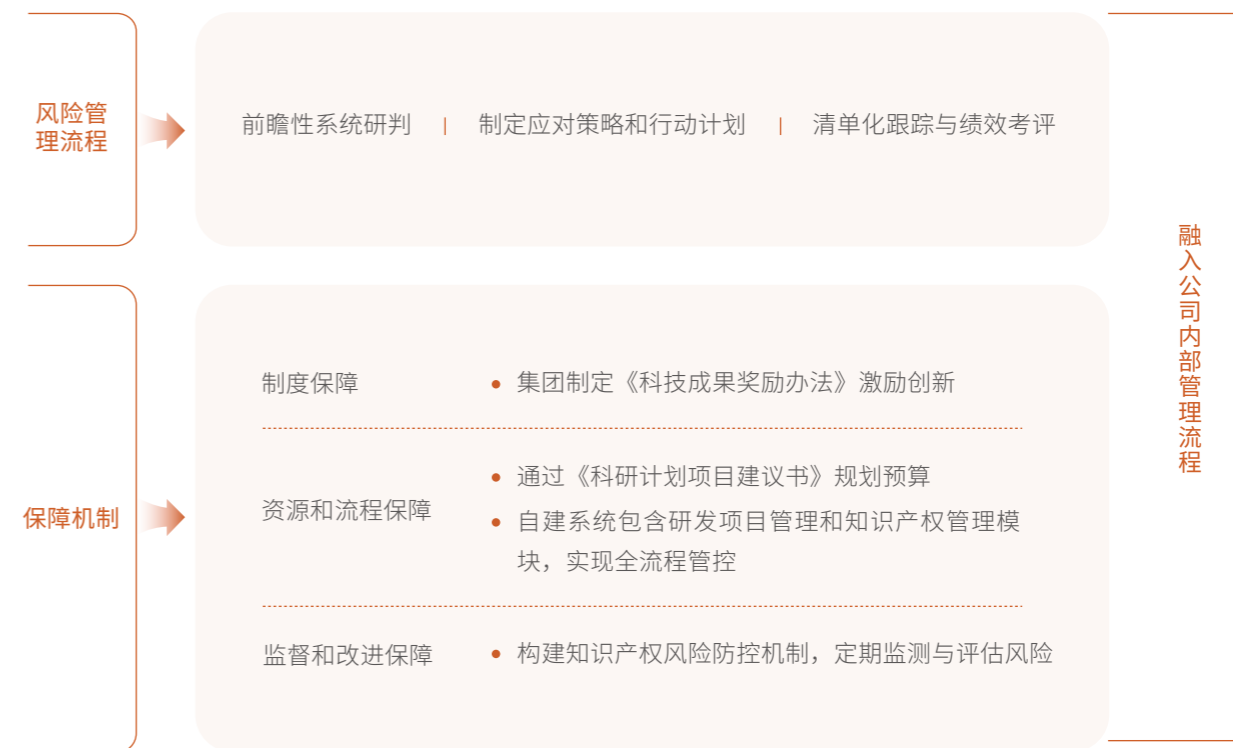 风险管
理流程
前瞻性系统研判 | 制定应对策略和行动计划 | 清单化跟踪与绩效考评
保障机制
制度保障
• 集团制定《科技成果奖励办法》激励创新
资源和流程保障
• 通过《科研计划项目建议书》规划预算
• 自建系统包含研发项目管理和知识产权管理模
块，实现全流程管控
监督和改进保障
• 构建知识产权风险防控机制，定期监测与评估风险
融入公司内部管理流程